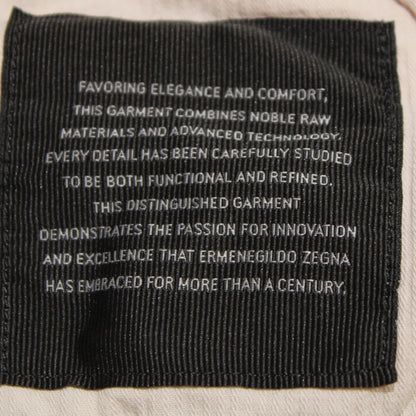 FAVORING ELEGANCE AND COMFORT,
THIS GARMENT COMBINES NOBLE RAW
MATERIALS AND ADVANCED TECHNOLOGY.
EVERY DETAIL HAS BEEN CAREFULLY STUDIED
TO BE BOTH FUNCTIONAL AND REFINED.
THIS DISTINGUISHED GARMENT
DEMONSTRATES THE PASSION FOR INNOVATION
AND EXCELLENCE THAT ERMENEGILDO ZEGNA
HAS EMBRACED FOR MORE THAN A CENTURY.